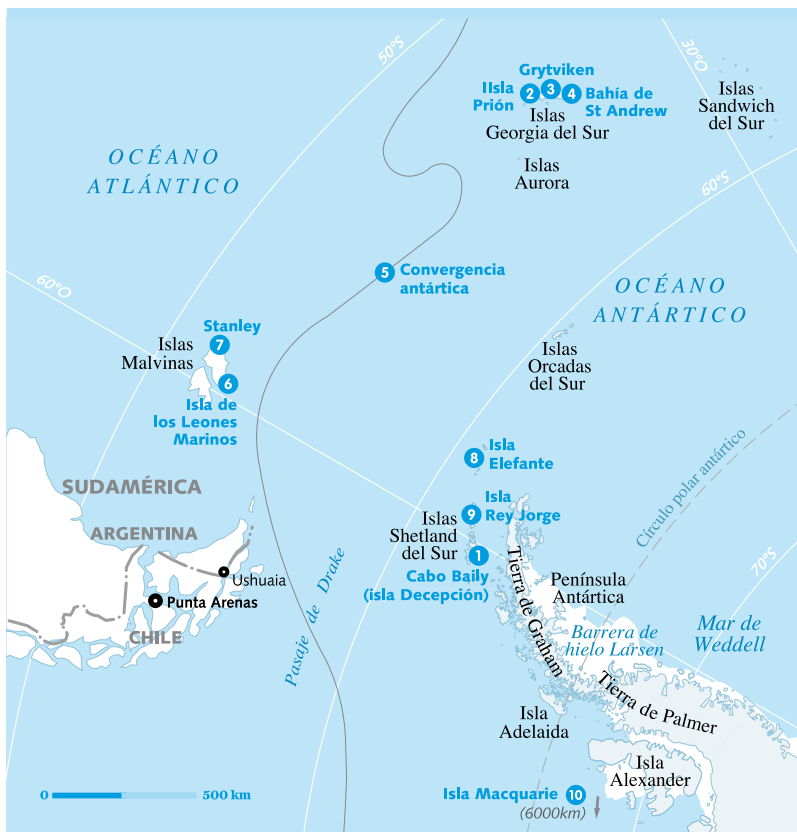 50°S
30°O
Grytviken
IIsla
Prión
2
3
4
Bahía de
St Andrew
Islas
Georgia del Sur
Islas
Sandwich
del Sur
OCÉANO
ATLÁNTICO
Islas
Aurora
60°S
60°O
5
Convergencia
antártica
OCÉANO
ANTÁRTICO
Stanley
7
Islas
Malvinas
6
Isla de
los Leones
Marinos
Islas
Orcadas
del Sur
8
Isla
Elefante
Círculo polar antártico
SUDAMÉRICA
9
Isla
Rey Jorge
Islas
Shetland
del Sur
1
Cabo Baily
(isla Decepción)
ARGENTINA
Ushuaia
Punta Arenas
CHILE
Pasaje de Drake
70°S
Península
Antártica
Tierra de Graham
Barrera de
hielo Larsen
Mar de
Weddell
Tierra de Palmer
Isla
Adelaida
Isla
Alexander
0
500 km
Isla Macquarie
10
(6000km)